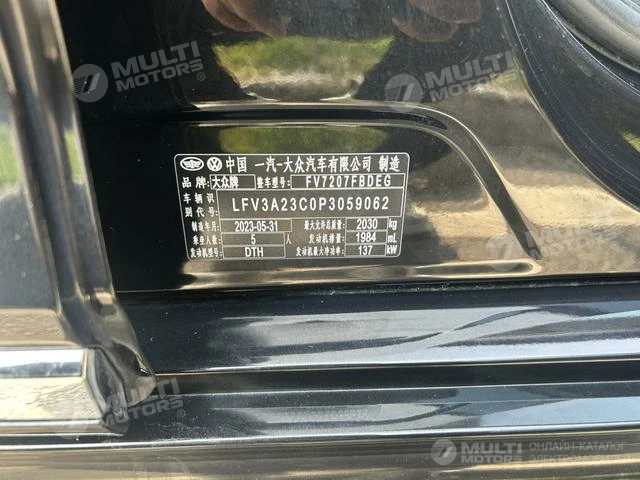 MULTI
MOTORS
MULTI
MOTORS
中国 一汽-大众汽车有限公司 制造
品牌 大众牌 整车型号 FV7207FBDEG
车辆识别代号 LFV3A23C0P3059062
制造年月 2023-05-31 最大允许总质量 2030 kg
乘坐人数 5 人 发动机排量 1984 mL
发动机型号 DTH 发动机最大净功率 137 kW
MULTI
MOTORS
MULTI
MOTORS
MULTI
MOTORS
ОНЛАЙН-КАТАЛОГ